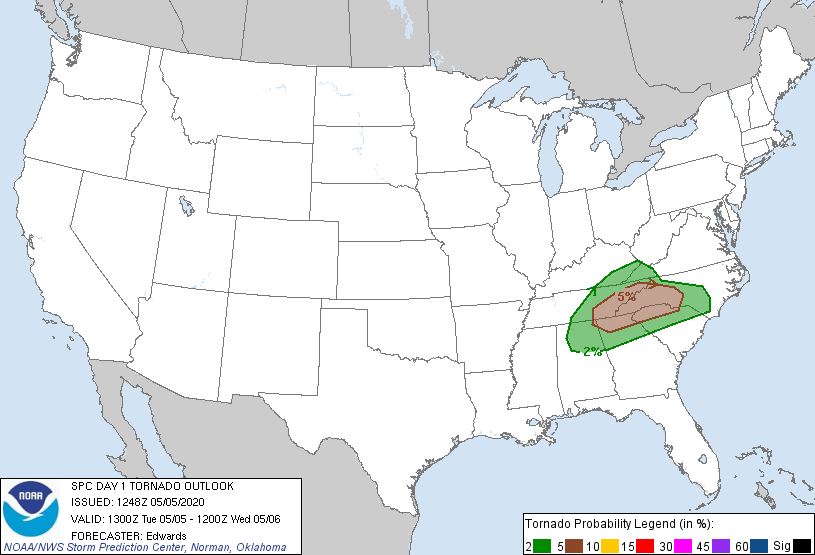 5%
2%
NOAA
SPC DAY 1 TORNADO OUTLOOK
ISSUED: 1248Z 05/05/2020
VALID: 1300Z Tue 05/05 - 1200Z Wed 05/06
FORECASTER: Edwards
NOAA/NWS Storm Prediction Center, Norman, Oklahoma
Tornado Probability Legend (in %):
2 5 10 15 30 45 60 Sig